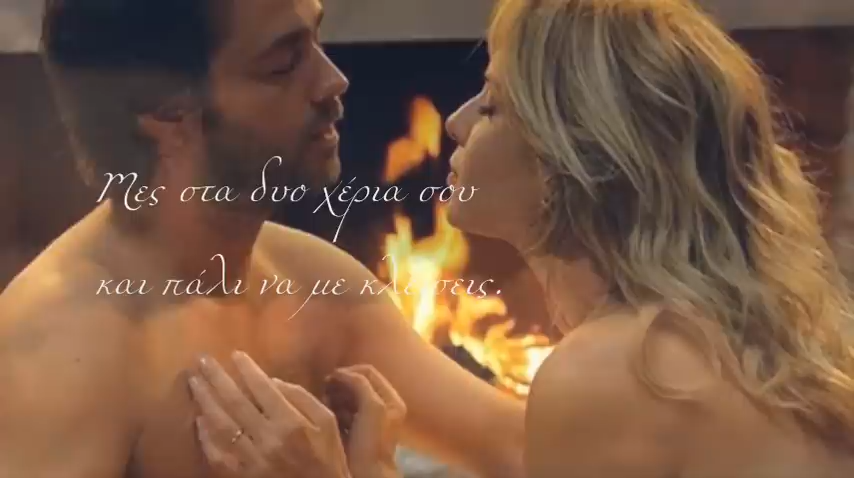 Μες στα δυο χέρια σου
και πάλι να με κλείσεις.